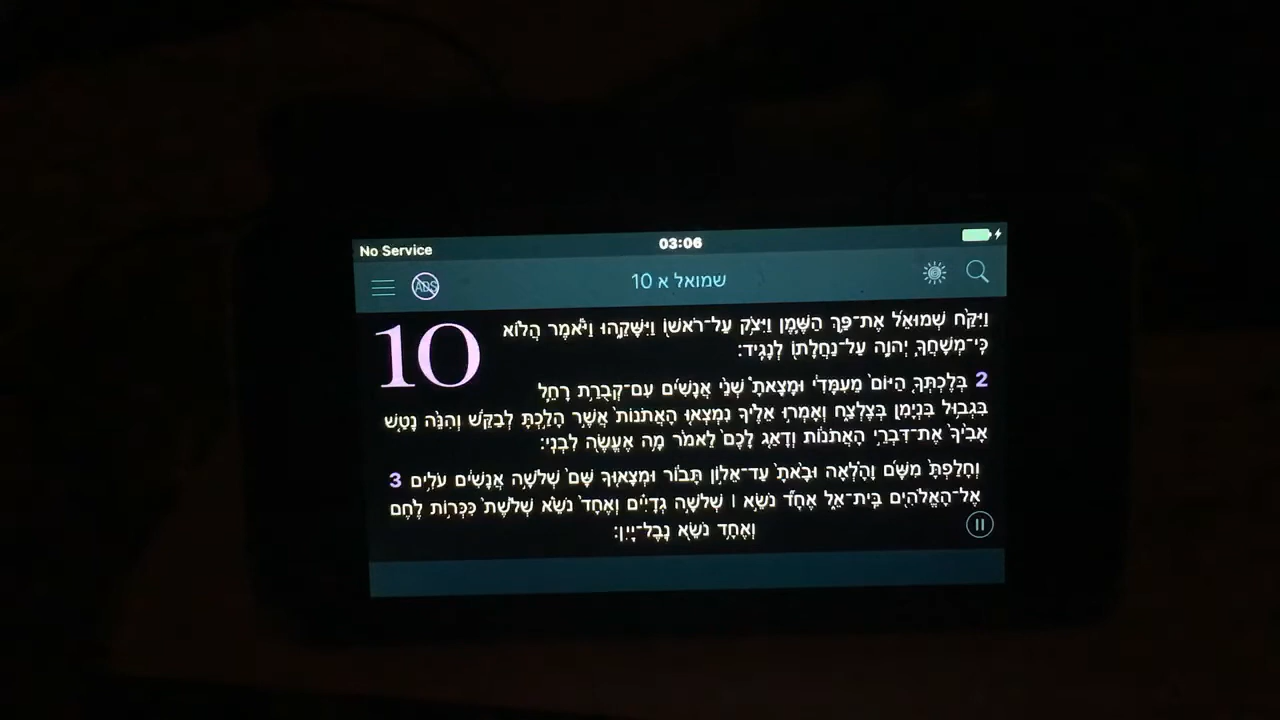 No Service
03:06
ADS
שמואל א 10
10
וַיִּקַּ֨ח שְׁמוּאֵ֜ל אֶת־פַּ֥ךְ הַשֶּׁ֛מֶן וַיִּצֹ֥ק עַל־רֹאשׁ֖וֹ וַיִּשָּׁקֵ֑הוּ וַיֹּ֕אמֶר הֲל֗וֹא
כִּֽי־מְשָׁחֲךָ֧ יְהוָ֛ה עַל־נַחֲלָת֖וֹ לְנָגִֽיד׃
2 בְּלֶכְתְּךָ֤ הַיּוֹם֙ מֵעִמָּדִ֔י וּמָצָאתָ֩ שְׁנֵ֨י אֲנָשִׁ֜ים עִם־קְבֻרַ֥ת רָחֵ֛ל
בִּגְב֥וּל בִּנְיָמִ֖ן בְּצֶלְצַ֑ח וְאָמְר֣וּ אֵלֶ֗יךָ נִמְצְא֤וּ הָאֲתֹנוֹת֙ אֲשֶׁ֣ר הָלַ֣כְתָּ לְבַקֵּ֔שׁ וְהִנֵּ֨ה נָטַ֤שׁ
אָבִ֙יךָ֙ אֶת־דִּבְרֵ֣י הָאֲתֹנ֔וֹת וְדָאַ֤ג לָכֶם֙ לֵאמֹ֔ר מָ֥ה אֶעֱשֶׂ֖ה לִבְנִֽי׃
3 וְחָלַפְתָּ֨ מִשָּׁ֜ם וָהָ֗לְאָה וּבָ֙אתָ֙ עַד־אֵל֣וֹן תָּב֔וֹר וּמְצָא֤וּךָ שָּׁם֙ שְׁלֹשָׁ֣ה אֲנָשִׁ֔ים עֹלִ֥ים
אֶל־הָאֱלֹהִ֖ים בֵּֽית־אֵ֑ל אֶחָ֞ד נֹשֵׂ֣א ׀ שְׁלֹשָׁ֣ה גְדָיִ֗ים וְאֶחָד֙ נֹשֵׂ֗א שְׁלֹ֙שֶׁת֙ כִּכְּר֣וֹת לֶ֔חֶם
וְאֶחָ֥ד נֹשֵׂ֖א נֵֽבֶל־יָֽיִן׃